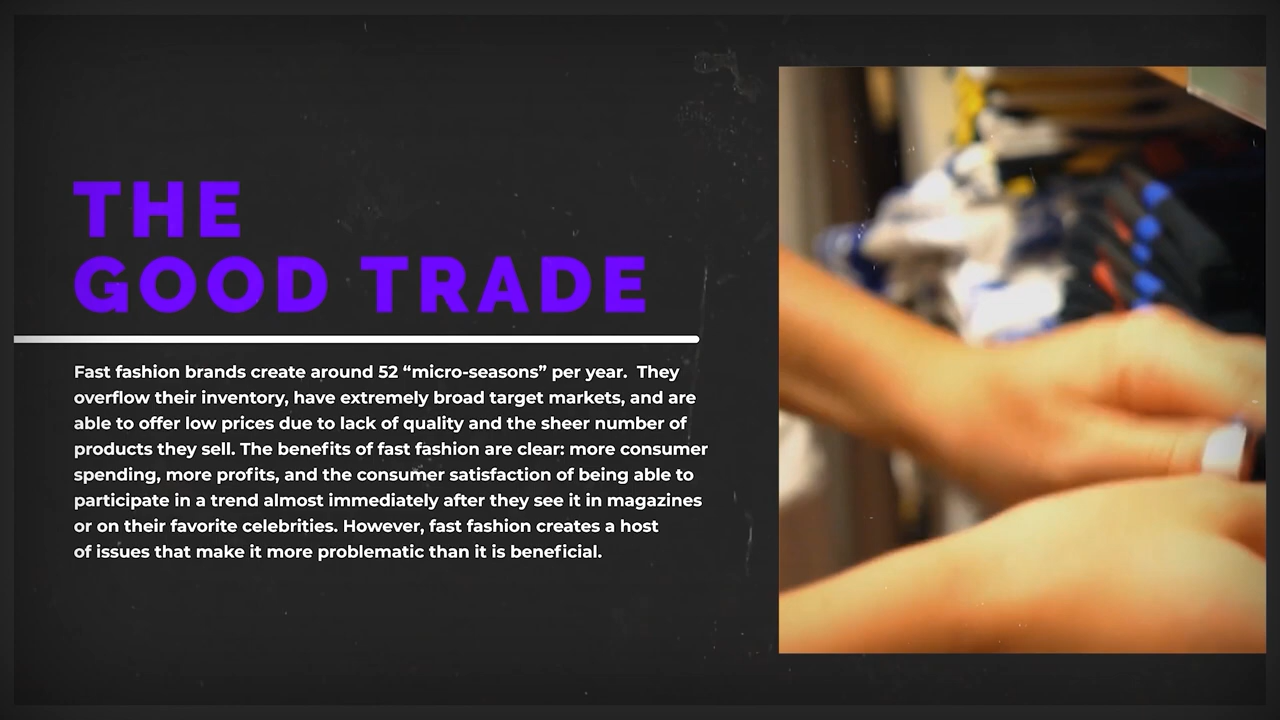 THE
GOOD TRADE
Fast fashion brands create around 52 “micro-seasons” per year.  They
overflow their inventory, have extremely broad target markets, and are
able to offer low prices due to lack of quality and the sheer number of
products they sell. The benefits of fast fashion are clear: more consumer
spending, more profits, and the consumer satisfaction of being able to
participate in a trend almost immediately after they see it in magazines
or on their favorite celebrities. However, fast fashion creates a host
of issues that make it more problematic than it is beneficial.